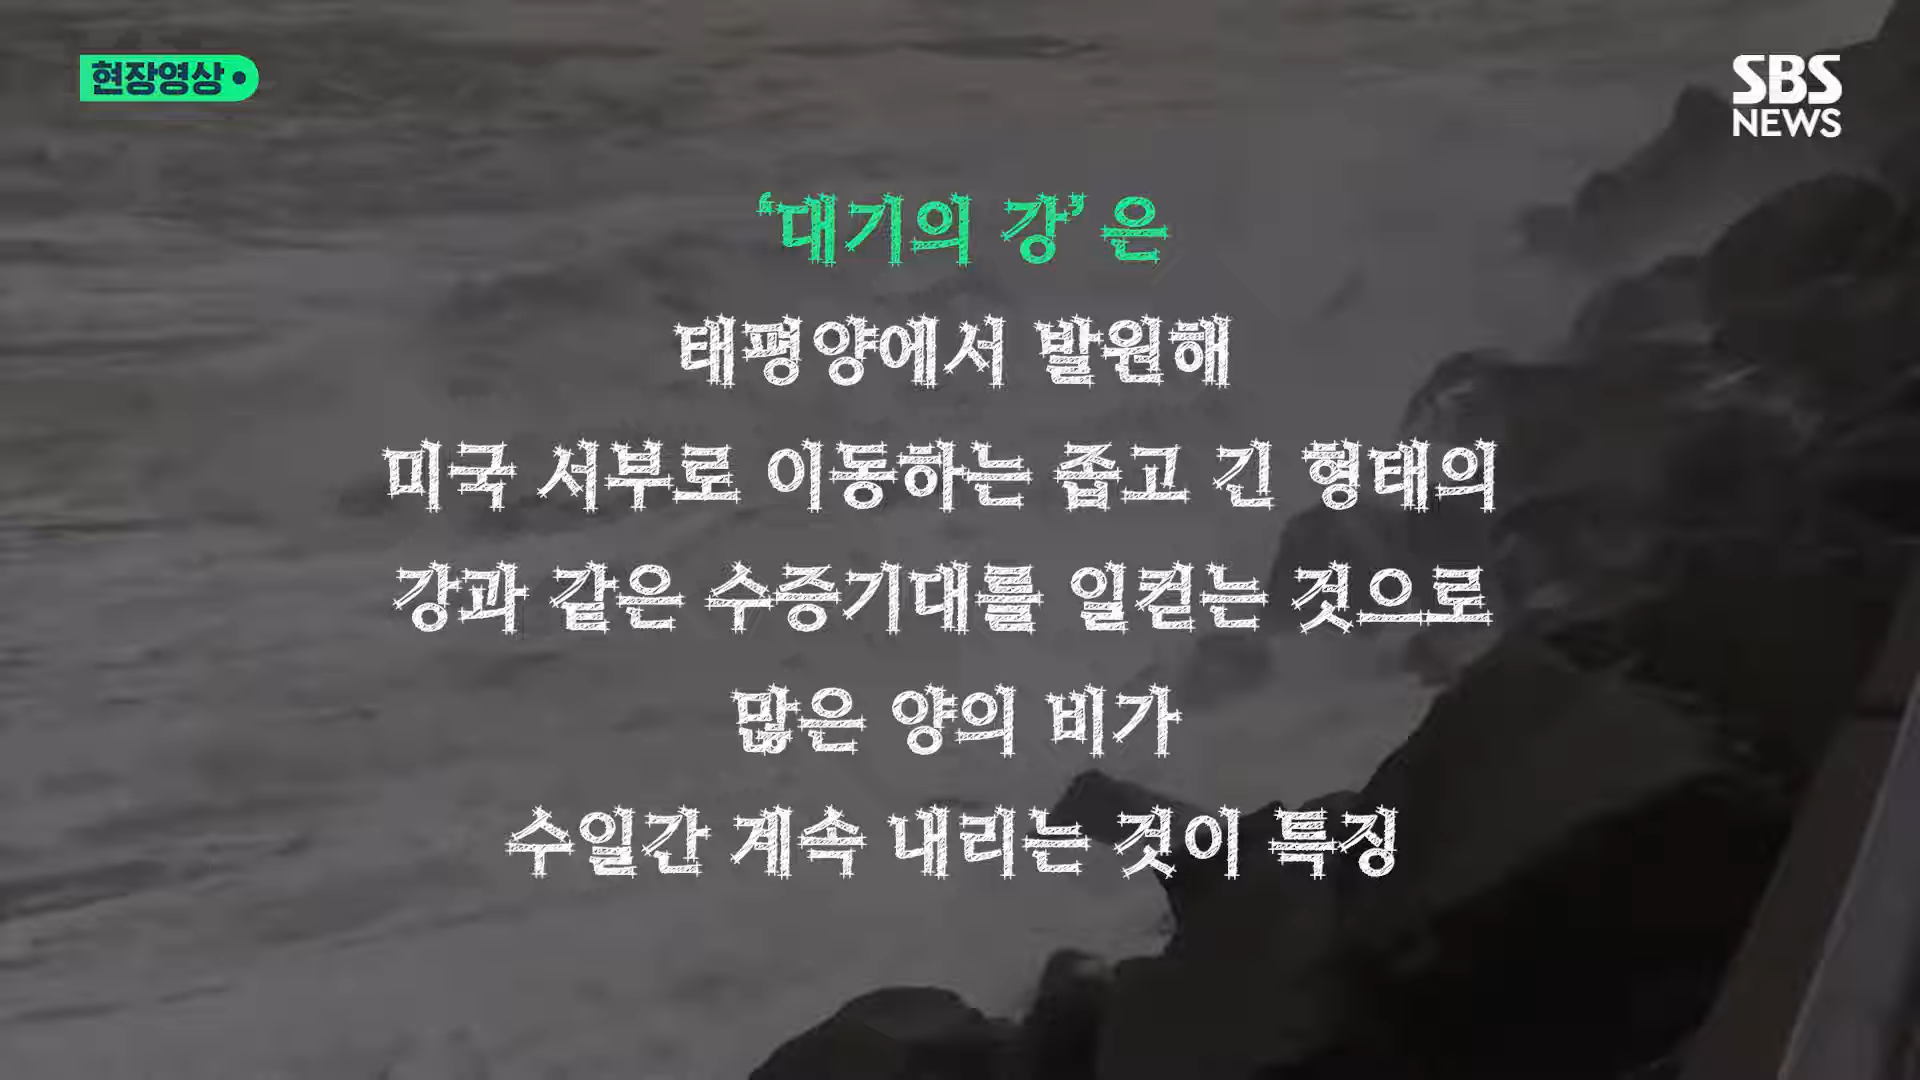 현장영상
SBS
NEWS
‘대기의 강’은
태평양에서 발원해
미국 서부로 이동하는 좁고 긴 형태의
강과 같은 수증기대를 일컫는 것으로
많은 양의 비가
수일간 계속 내리는 것이 특징